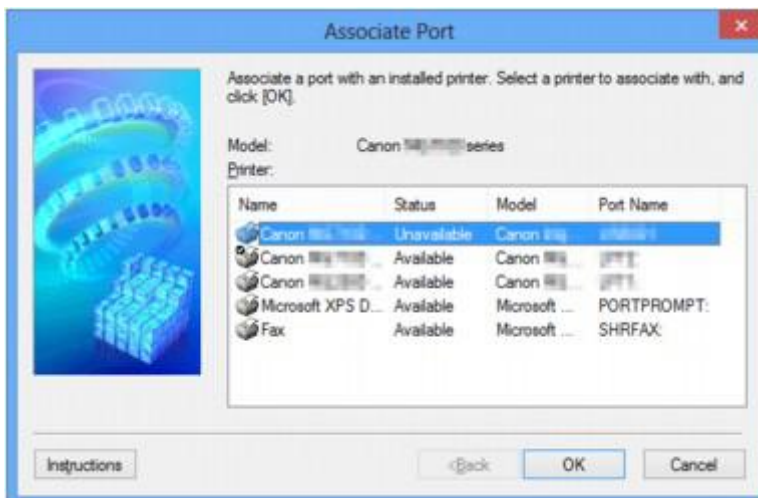 Associate Port
Associate a port with an installed printer. Select a printer to associate with, and
click [OK].
Model: Canon series
Printer:
Name Status Model Port Name
Canon ... Unavailable Canon
Canon ... Available Canon ...
Canon ... Available Canon ...
Microsoft XPS D... Available Microsoft ... PORTPROMPT:
Fax Available Microsoft ... SHRFAX:
Instructions <Back OK Cancel